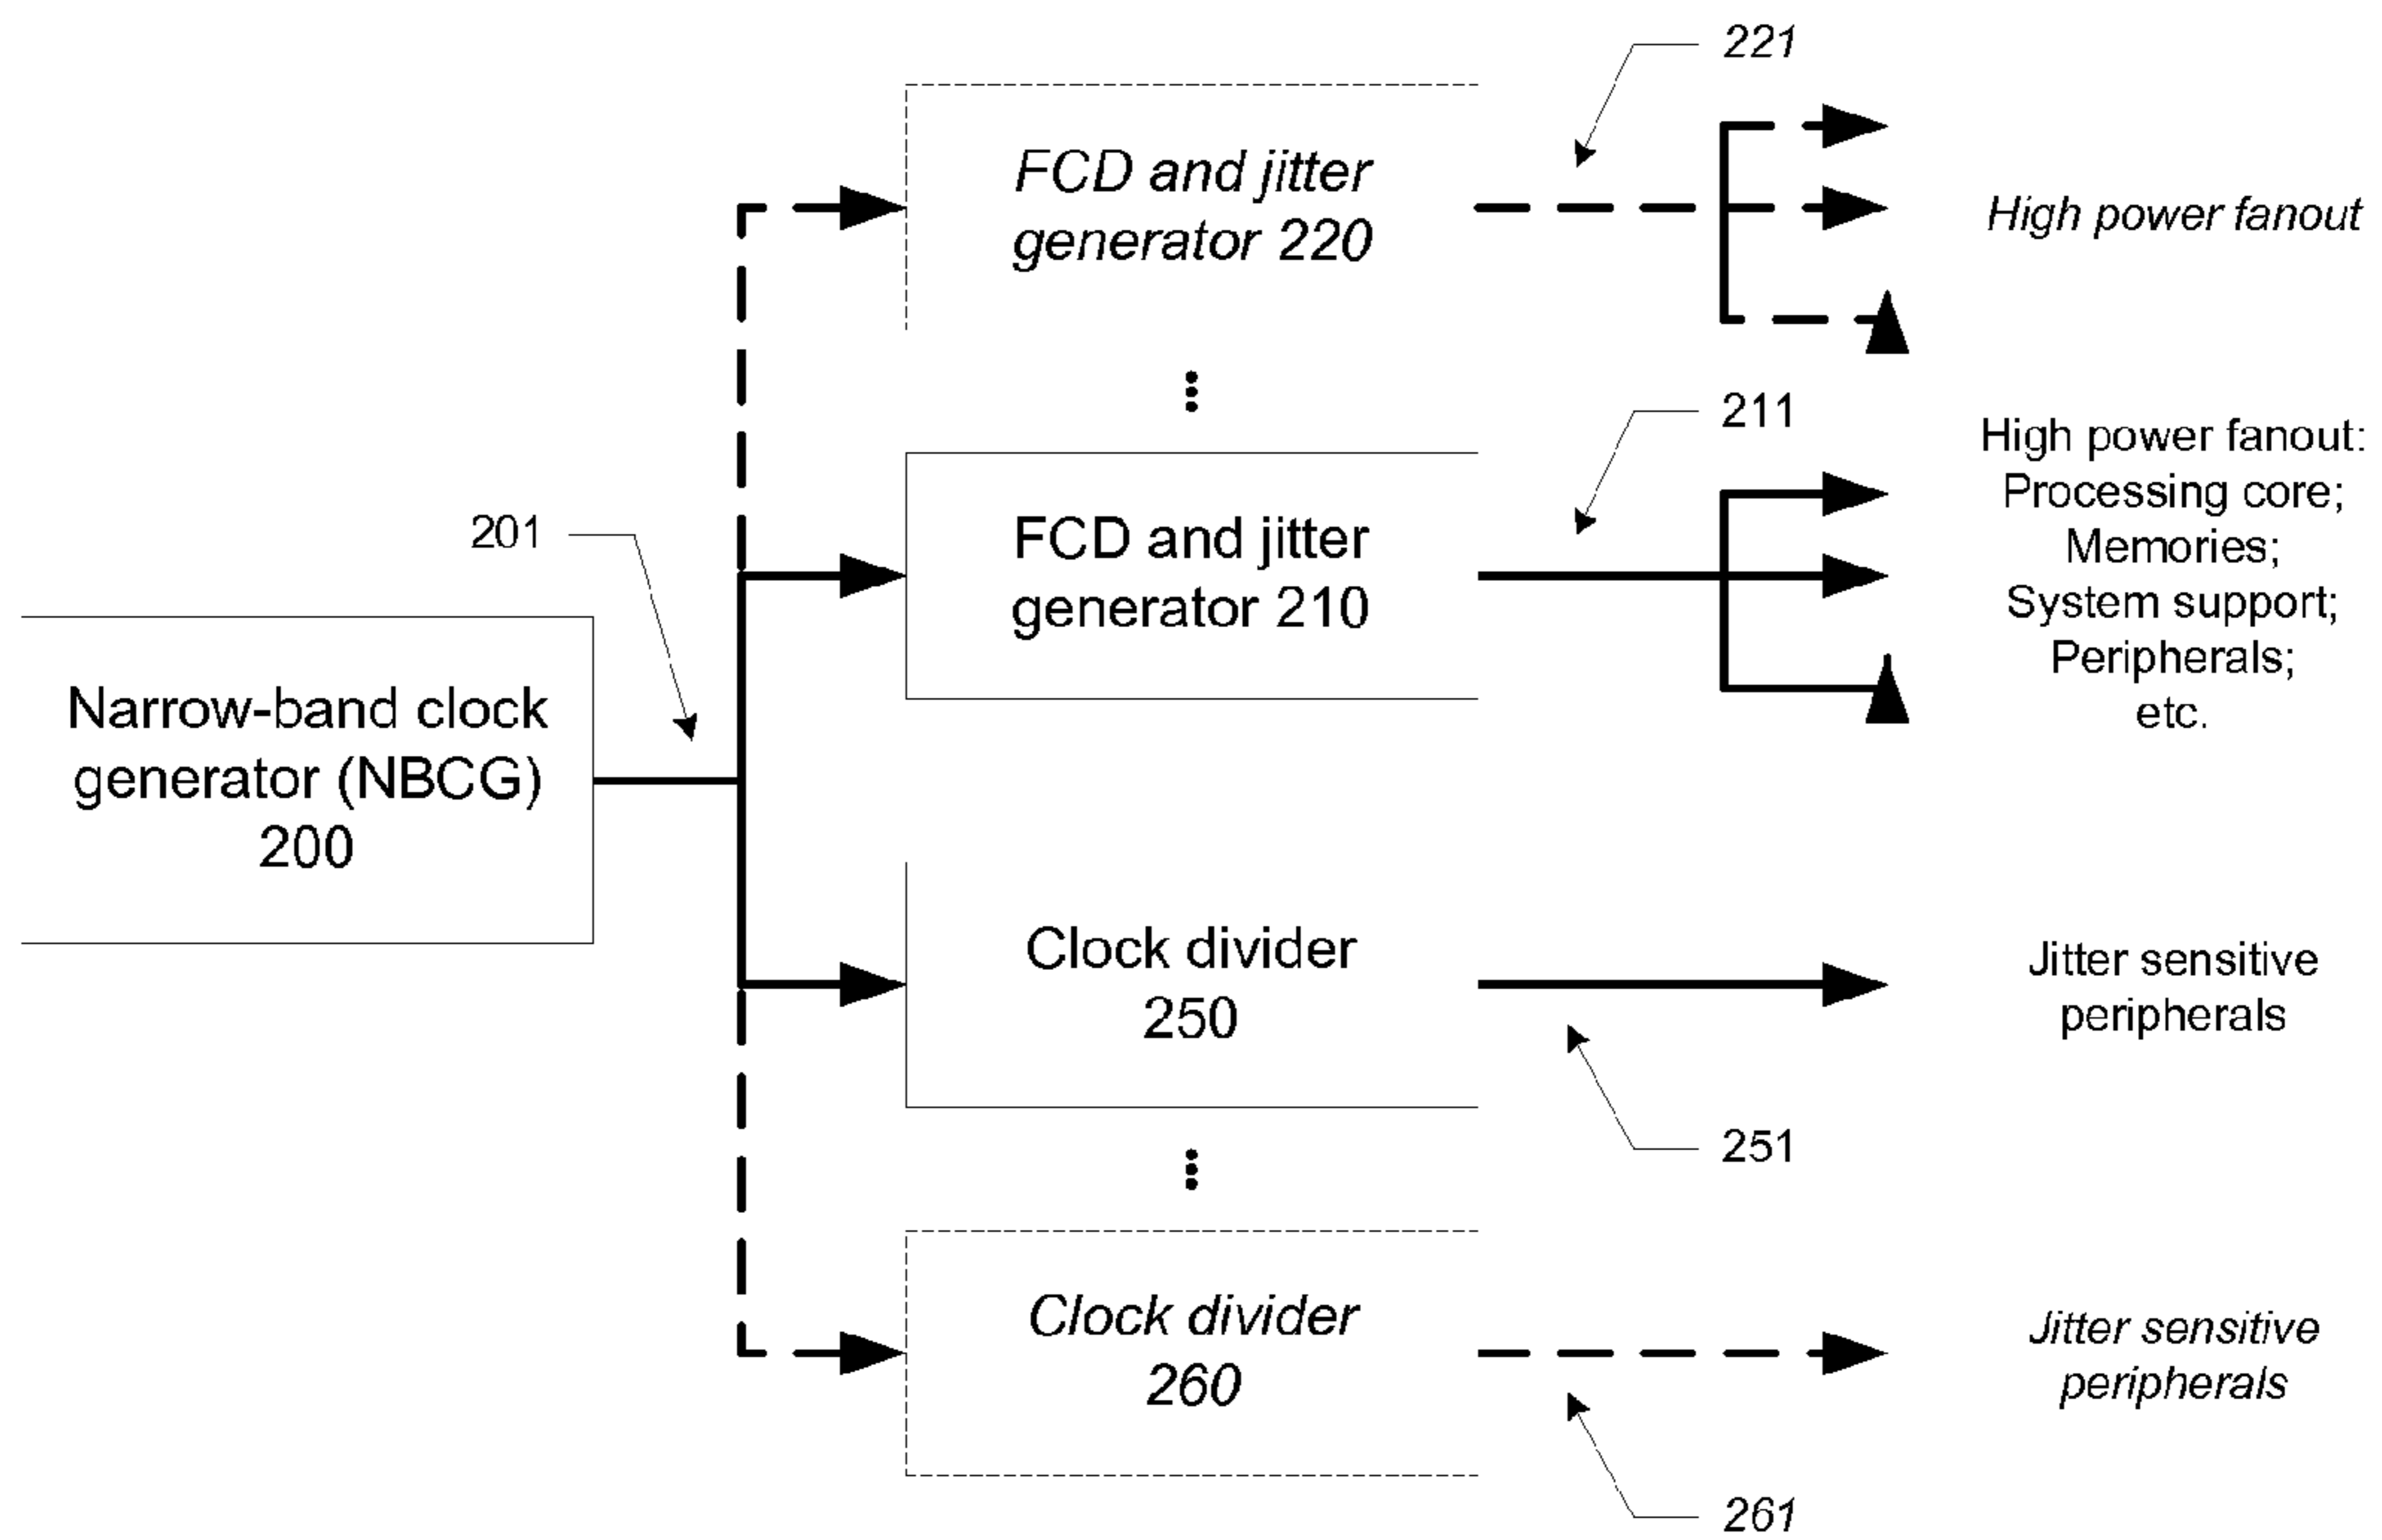 221
FCD and jitter
generator 220
High power fanout
211
High power fanout:
Processing core;
Memories;
System support;
Peripherals;
etc.
FCD and jitter
generator 210
201
Narrow-band clock
generator (NBCG)
200
Clock divider
250
Jitter sensitive
peripherals
251
Clock divider
260
Jitter sensitive
peripherals
261